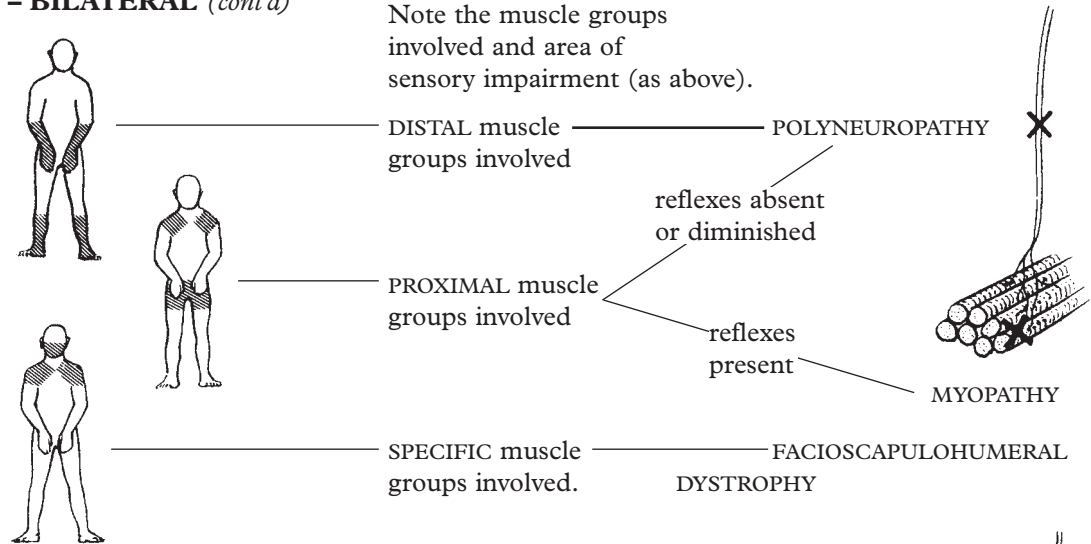 – BILATERAL (cont'd)
Note the muscle groups
involved and area of
sensory impairment (as above).
DISTAL muscle
groups involved
POLYNEUROPATHY
reflexes absent
or diminished
PROXIMAL muscle
groups involved
reflexes
present
MYOPATHY
SPECIFIC muscle
groups involved.
FACIOSCAPULOHUMERAL
DYSTROPHY